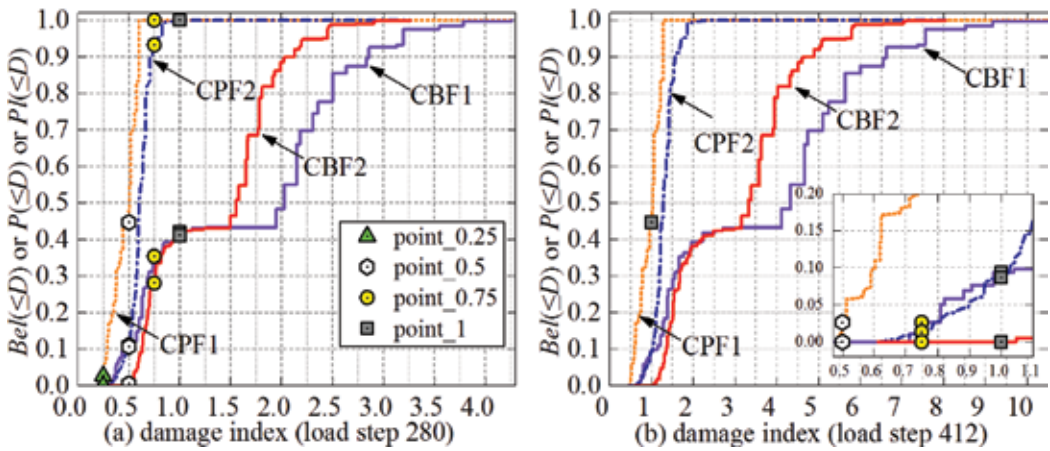 Bel(≤D) or P(≤D) or Pl(≤D)
1.0
0.9
0.8
0.7
0.6
0.5
0.4
0.3
0.2
0.1
0.0
CPF2
CBF1
CBF2
CPF1
point_0.25
point_0.5
point_0.75
point_1
0.0 0.5 1.0 1.5 2.0 2.5 3.0 3.5 4.0
(a) damage index (load step 280)
Bel(≤D) or P(≤D) or Pl(≤D)
1.0
0.9
0.8
0.7
0.6
0.5
0.4
0.3
0.2
0.1
0.0
CBF1
CBF2
CPF2
CPF1
0.20
0.15
0.10
0.05
0.00
0.5 0.6 0.7 0.8 0.9 1.0 1.1
1 2 3 4 5 6 7 8 9 10
(b) damage index (load step 412)